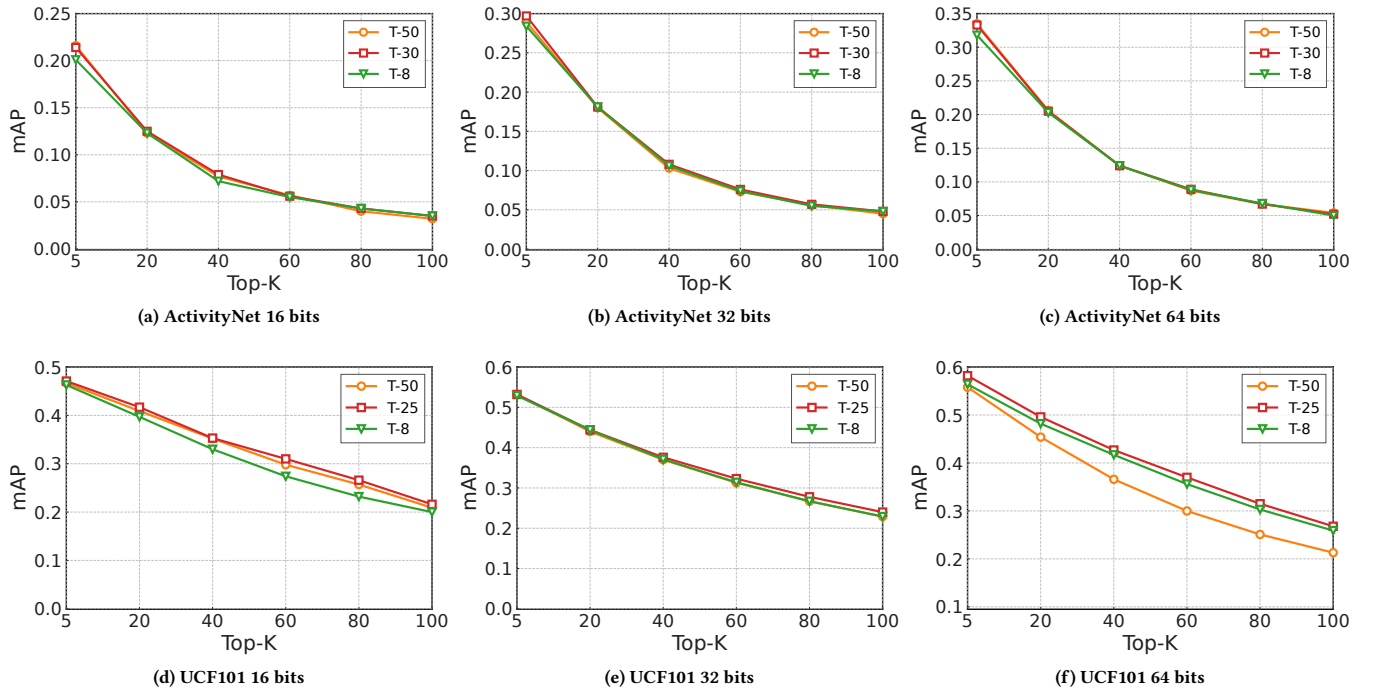 0.25
0.20
0.15
0.10
0.05
0.00
mAP
5 20 40 60 80 100
Top-K
T-50
T-30
T-8
(a) ActivityNet 16 bits
0.30
0.25
0.20
0.15
0.10
0.05
0.00
mAP
5 20 40 60 80 100
Top-K
T-50
T-30
T-8
(b) ActivityNet 32 bits
0.35
0.30
0.25
0.20
0.15
0.10
0.05
0.00
mAP
5 20 40 60 80 100
Top-K
T-50
T-30
T-8
(c) ActivityNet 64 bits
0.5
0.4
0.3
0.2
0.1
0.0
mAP
5 20 40 60 80 100
Top-K
T-50
T-25
T-8
(d) UCF101 16 bits
0.6
0.5
0.4
0.3
0.2
0.1
0.0
mAP
5 20 40 60 80 100
Top-K
T-50
T-25
T-8
(e) UCF101 32 bits
0.6
0.5
0.4
0.3
0.2
0.1
mAP
5 20 40 60 80 100
Top-K
T-50
T-25
T-8
(f) UCF101 64 bits